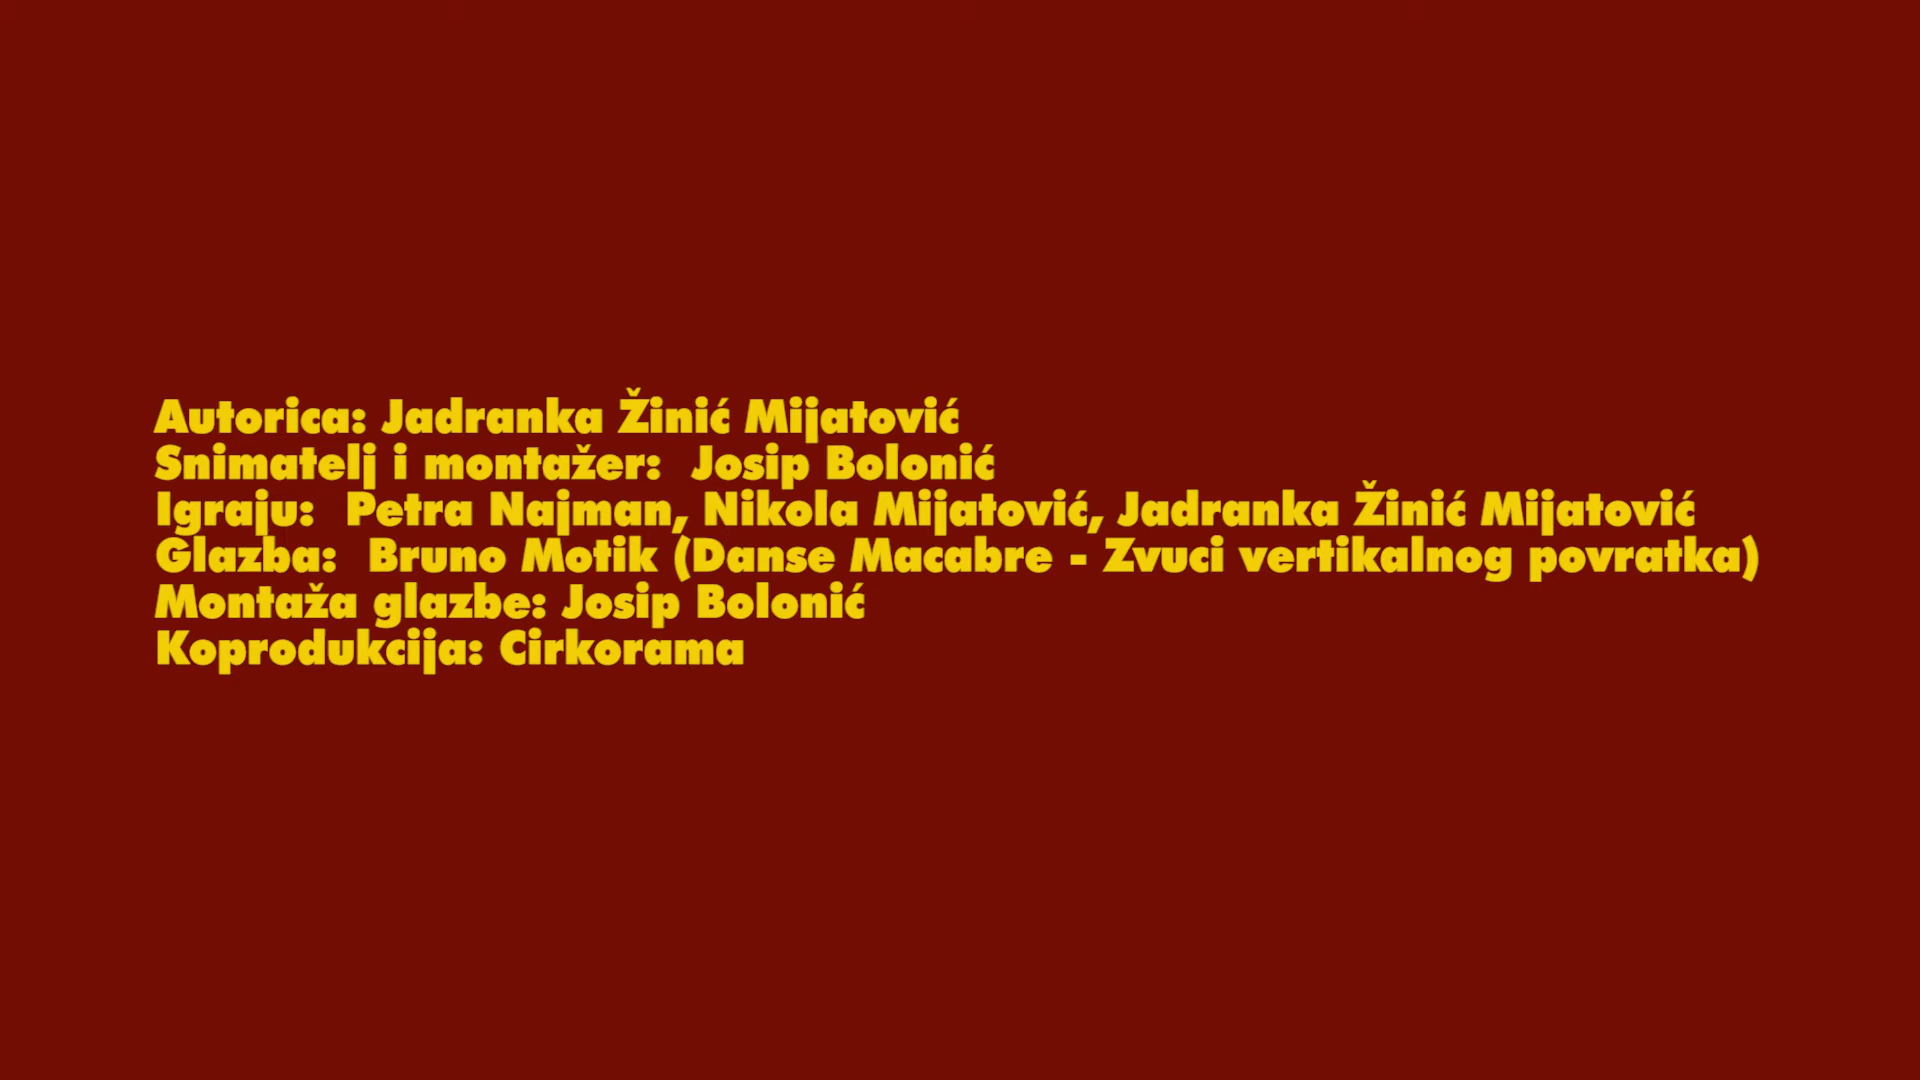 Autorica: Jadranka Žinić Mijatović
Snimatelj i montažer:  Josip Bolonić
Igraju:  Petra Najman, Nikola Mijatović, Jadranka Žinić Mijatović
Glazba:  Bruno Motik (Danse Macabre - Zvuci vertikalnog povratka)
Montaža glazbe: Josip Bolonić
Koprodukcija: Cirkorama